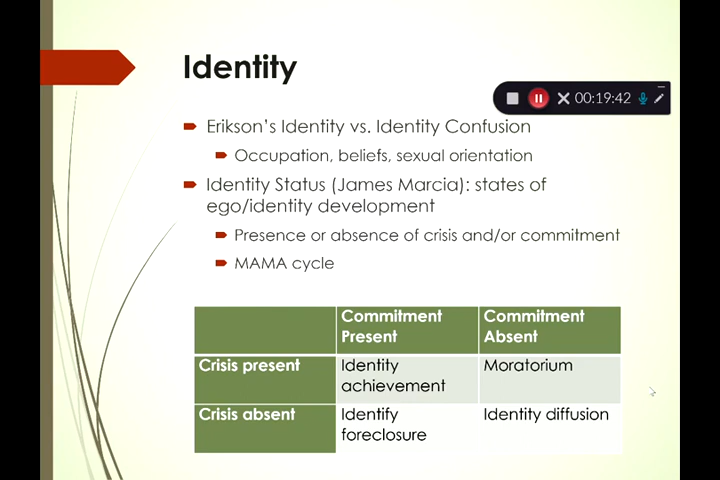 Identity
00:19:42
Erikson's Identity vs. Identity Confusion
Occupation, beliefs, sexual orientation
Identity Status (James Marcia): states of
ego/identity development
Presence or absence of crisis and/or commitment
MAMA cycle
Commitment Present
Commitment Absent
Crisis present
Identity achievement
Moratorium
Crisis absent
Identify foreclosure
Identity diffusion